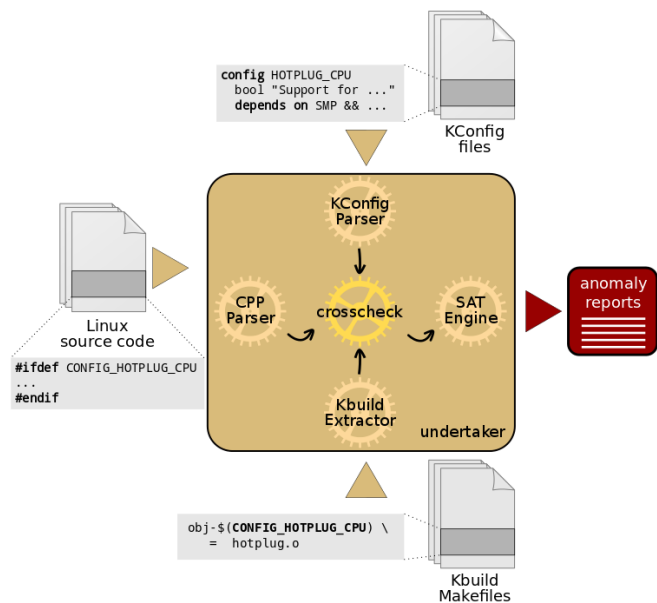 config HOTPLUG_CPU
bool "Support for ..."
depends on SMP && ...
KConfig
files
KConfig
Parser
Linux
source code
#ifdef CONFIG_HOTPLUG_CPU
...
#endif
CPP
Parser
crosscheck
SAT
Engine
anomaly
reports
Kbuild
Extractor
undertaker
obj-$(CONFIG_HOTPLUG_CPU) \
= hotplug.o
Kbuild
Makefiles